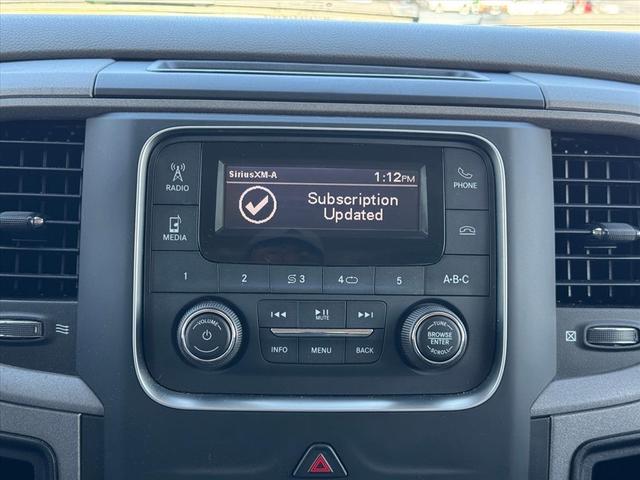 SiriusXM-A 1:12PM
Subscription
Updated
RADIO
MEDIA
PHONE
1 2 3 4 5 A•B•C
VOLUME
MUTE
INFO MENU BACK
TUNE
BROWSE
ENTER
SCROLL